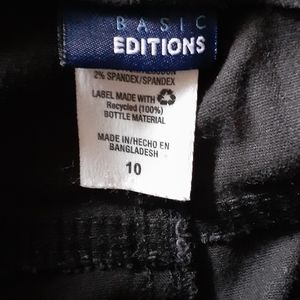 BASIC
EDITIONS
2% SPANDEX/SPANDEX
LABEL MADE WITH
Recycled (100%)
BOTTLE MATERIAL
MADE IN/HECHO EN
BANGLADESH
10